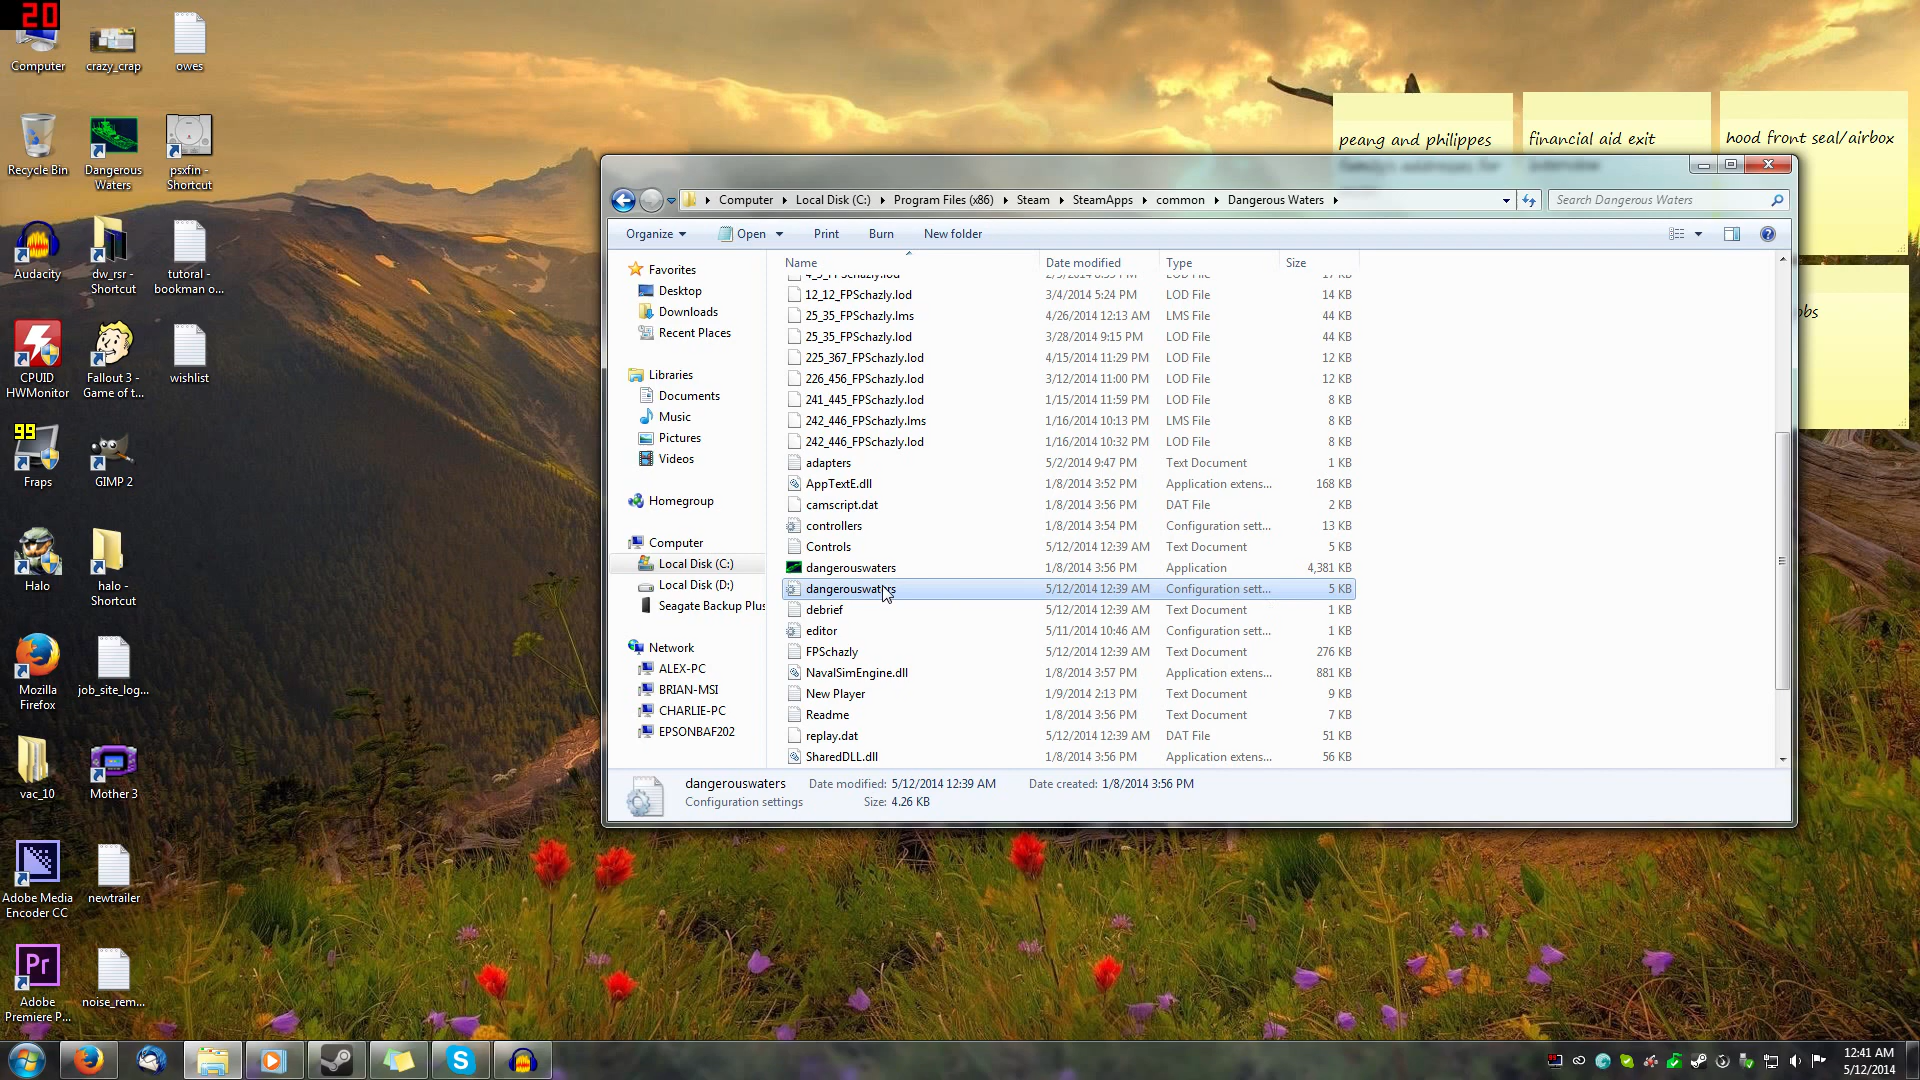 20
Computer
crazy_crap
owes
Recycle Bin
Dangerous
Waters
psxfin -
Shortcut
Audacity
dw_rsr -
Shortcut
tutoral -
bookman o...
CPUID
HWMonitor
Fallout 3 -
Game of t...
wishlist
99
Fraps
GIMP 2
Halo
halo -
Shortcut
Mozilla
Firefox
job_site_log...
vac_10
Mother 3
Adobe Media
Encoder CC
newtrailer
Pr
Adobe
Premiere P...
noise_rem...
peang and philippes
family's addresses for
financial aid exit
interview
hood front seal/airbox
Computer Local Disk (C:) Program Files (x86) Steam SteamApps common Dangerous Waters
Search Dangerous Waters
Organize Open Print Burn New folder
Favorites
Desktop
Downloads
Recent Places
Libraries
Documents
Music
Pictures
Videos
Homegroup
Computer
Local Disk (C:)
Local Disk (D:)
Seagate Backup Plus
Network
ALEX-PC
BRIAN-MSI
CHARLIE-PC
EPSONBAF202
Name Date modified Type Size
12_12_FPSchazly.lod 3/4/2014 5:24 PM LOD File 14 KB
25_35_FPSchazly.lms 4/26/2014 12:13 AM LMS File 44 KB
25_35_FPSchazly.lod 3/28/2014 9:15 PM LOD File 44 KB
225_367_FPSchazly.lod 4/15/2014 11:29 PM LOD File 12 KB
226_456_FPSchazly.lod 3/12/2014 11:00 PM LOD File 12 KB
241_445_FPSchazly.lod 1/15/2014 11:59 PM LOD File 8 KB
242_446_FPSchazly.lms 1/16/2014 10:13 PM LMS File 8 KB
242_446_FPSchazly.lod 1/16/2014 10:32 PM LOD File 8 KB
adapters 5/2/2014 9:47 PM Text Document 1 KB
AppTextE.dll 1/8/2014 3:52 PM Application extens... 168 KB
camscript.dat 1/8/2014 3:56 PM DAT File 2 KB
controllers 1/8/2014 3:54 PM Configuration sett... 13 KB
Controls 5/12/2014 12:39 AM Text Document 5 KB
dangerouswaters 1/8/2014 3:56 PM Application 4,381 KB
dangerouswaters 5/12/2014 12:39 AM Configuration sett... 5 KB
debrief 5/12/2014 12:39 AM Text Document 1 KB
editor 5/11/2014 10:46 AM Configuration sett... 1 KB
FPSchazly 5/12/2014 12:39 AM Text Document 276 KB
NavalSimEngine.dll 1/8/2014 3:57 PM Application extens... 881 KB
New Player 1/9/2014 2:13 PM Text Document 9 KB
Readme 1/8/2014 3:56 PM Text Document 7 KB
replay.dat 5/12/2014 12:39 AM DAT File 51 KB
SharedDLL.dll 1/8/2014 3:56 PM Application extens... 56 KB
dangerouswaters Date modified: 5/12/2014 12:39 AM Date created: 1/8/2014 3:56 PM
Configuration settings Size: 4.26 KB
obs
12:41 AM
5/12/2014